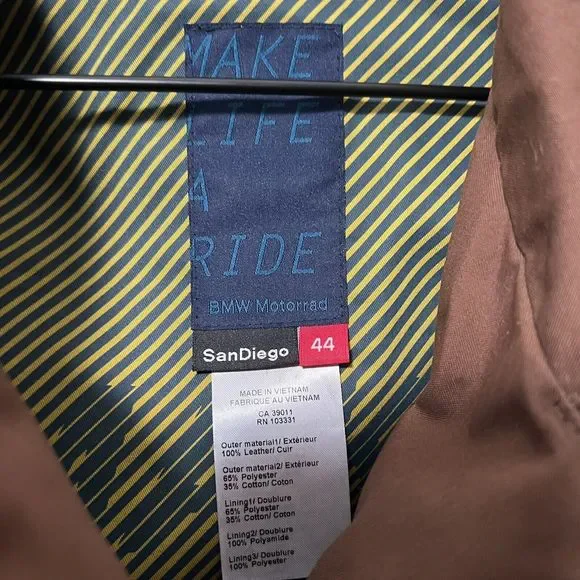 MAKE
LIFE
A
RIDE
BMW Motorrad
SanDiego 44
MADE IN VIETNAM
FABRIQUE AU VIETNAM
CA 39011
RN 103331
Outer material1/ Extérieur
100% Leather/ Cuir
Outer material2/ Extérieur
65% Polyester
35% Cotton/ Coton
Lining1/ Doublure
65% Polyester
35% Cotton/ Coton
Lining2/ Doublure
100% Polyamide
Lining3/ Doublure
100% Polyester